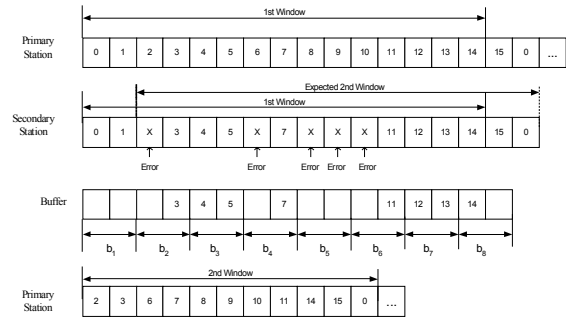 1st Window
Primary Station 0 1 2 3 4 5 6 7 8 9 10 11 12 13 14 15 0 ...
Expected 2nd Window
1st Window
Secondary Station 0 1 X 3 4 5 X 7 X X X 11 12 13 14 15 0
Error Error Error Error Error
Buffer 3 4 5 7 11 12 13 14
b1 b2 b3 b4 b5 b6 b7 b8
2nd Window
Primary Station 2 3 6 7 8 9 10 11 14 15 0 ...